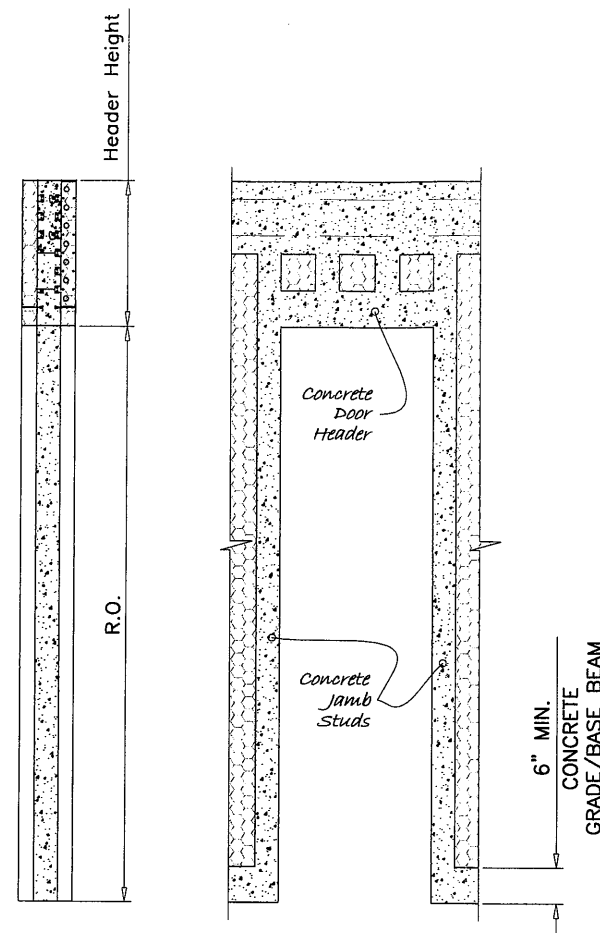 Header Height
R.O.
Concrete
Door
Header
Concrete
Jamb
Studs
6" MIN.
CONCRETE
GRADE/BASE BEAM